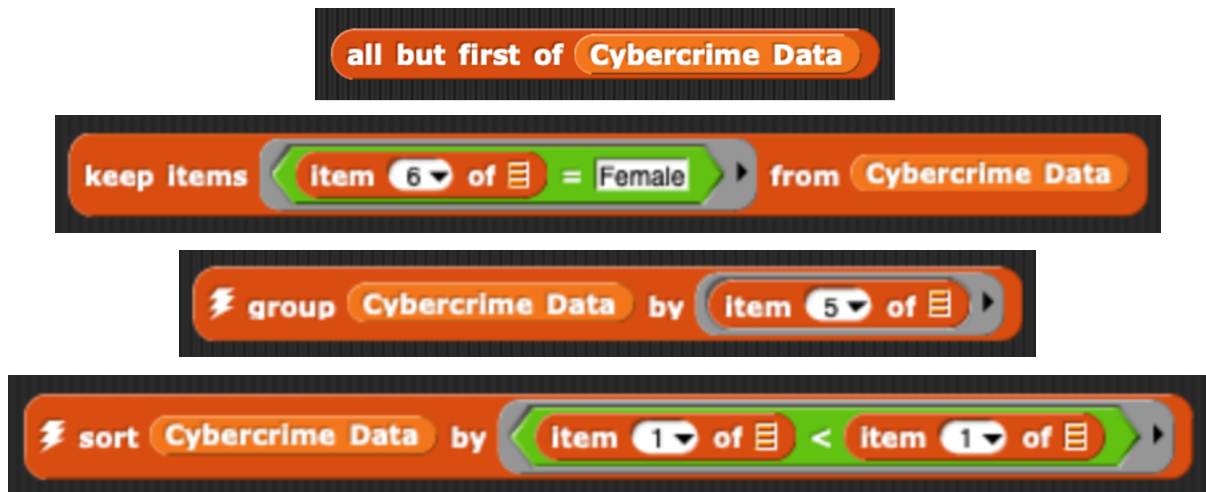 all but first of Cybercrime Data
keep items item 6 of = Female from Cybercrime Data
group Cybercrime Data by item 5 of
sort Cybercrime Data by item 1 of < item 1 of